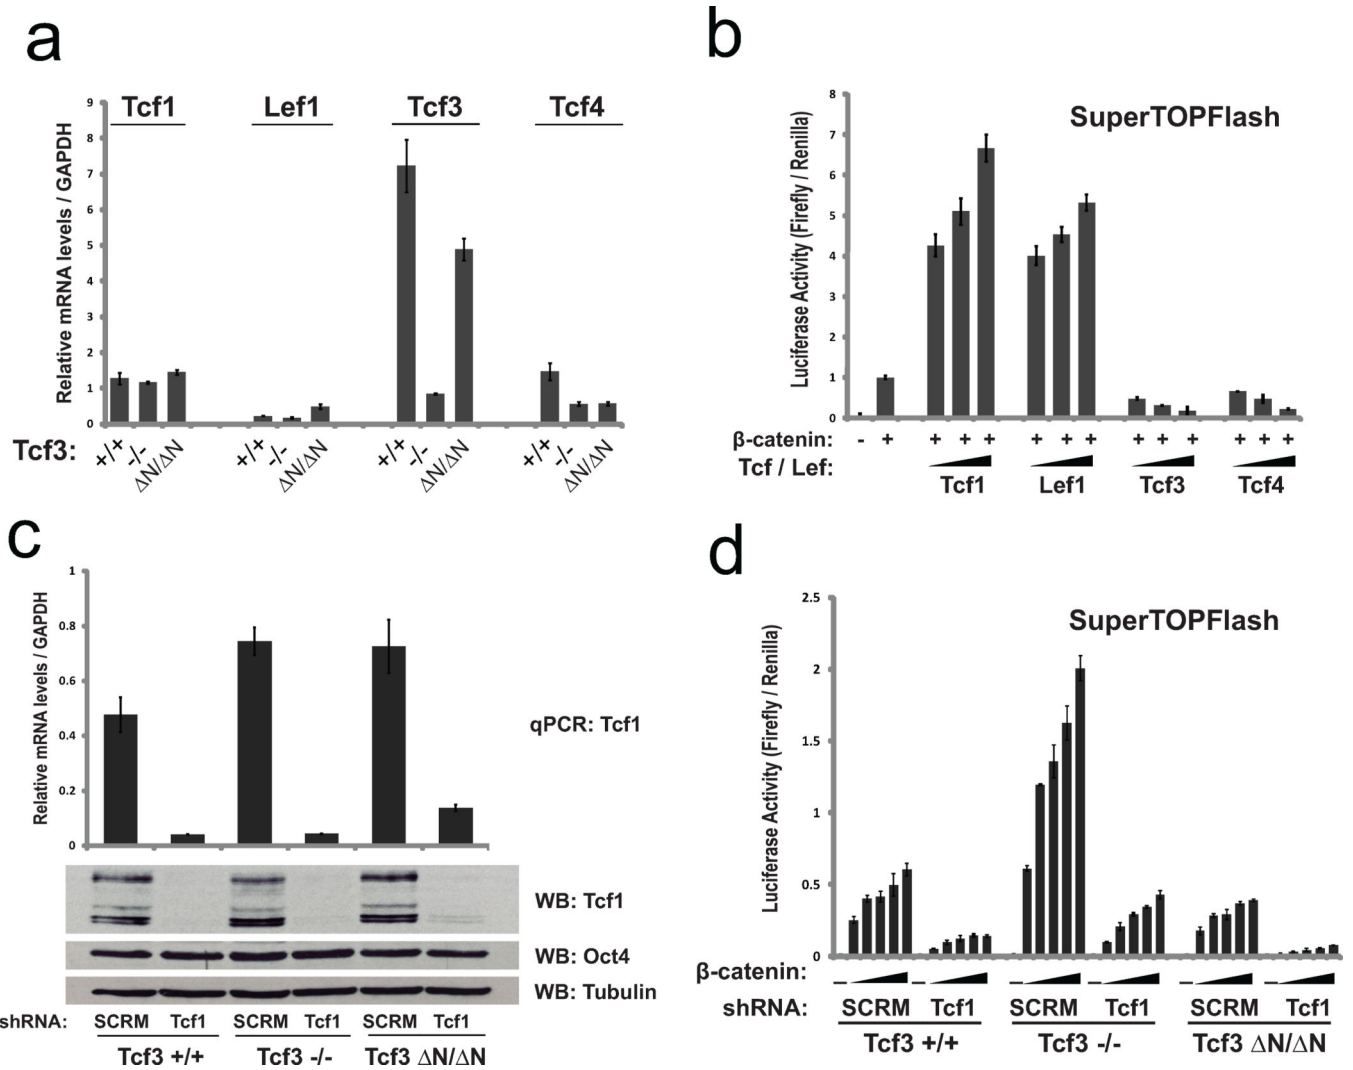 a
Tcf1 Lef1 Tcf3 Tcf4
Relative mRNA levels / GAPDH
9
8
7
6
5
4
3
2
1
0
Tcf3: +/+ -/- ΔN/ΔN +/+ -/- ΔN/ΔN +/+ -/- ΔN/ΔN +/+ -/- ΔN/ΔN
b
SuperTOPFlash
Luciferase Activity (Firefly / Renilla)
8
7
6
5
4
3
2
1
0
β-catenin: - + + + + + + + + + + + + +
Tcf / Lef:
Tcf1 Lef1 Tcf3 Tcf4
c
Relative mRNA levels / GAPDH
1
0.8
0.6
0.4
0.2
0
qPCR: Tcf1
WB: Tcf1
WB: Oct4
WB: Tubulin
shRNA: SCRM Tcf1 SCRM Tcf1 SCRM Tcf1
Tcf3 +/+ Tcf3 -/- Tcf3 ΔN/ΔN
d
SuperTOPFlash
Luciferase Activity (Firefly / Renilla)
2.5
2
1.5
1
0.5
0
β-catenin: – – – – – –
shRNA: SCRM Tcf1 SCRM Tcf1 SCRM Tcf1
Tcf3 +/+ Tcf3 -/- Tcf3 ΔN/ΔN